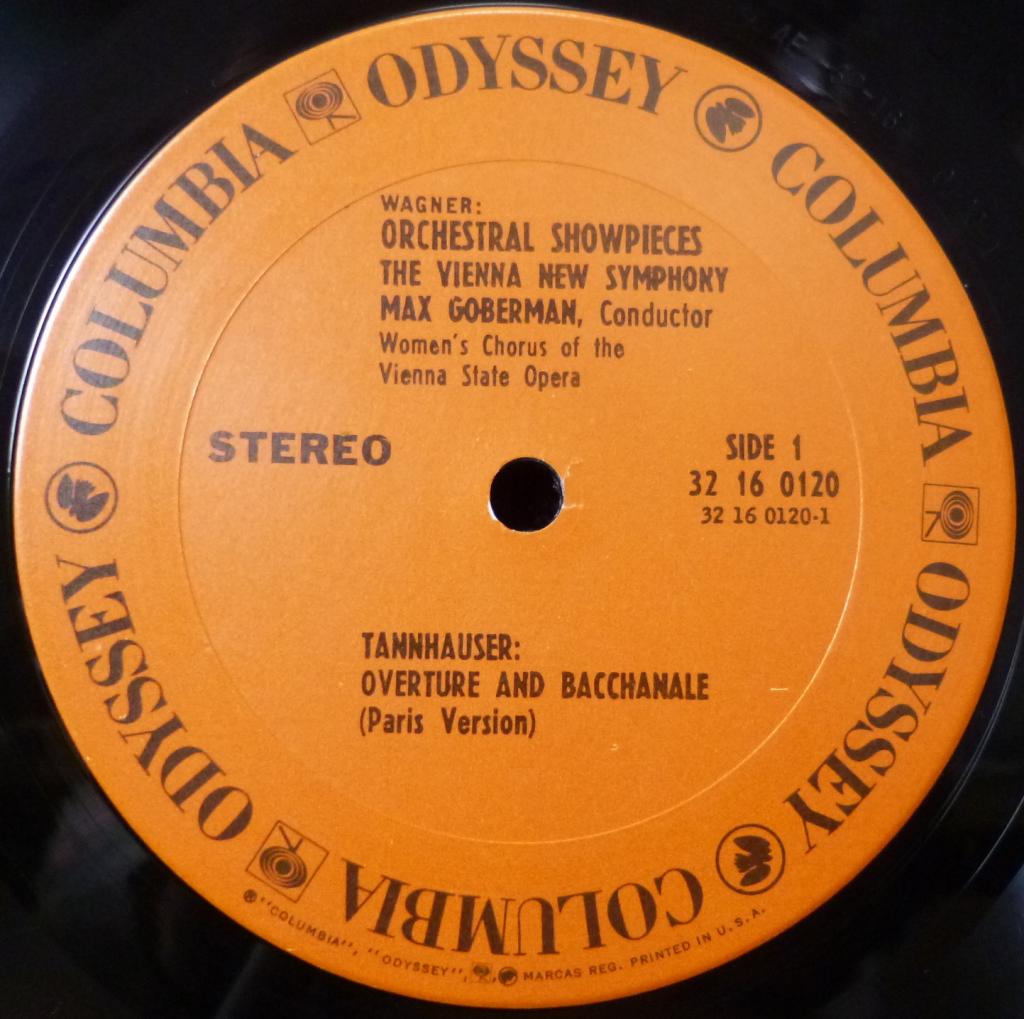 COLUMBIA ODYSSEY COLUMBIA ODYSSEY COLUMBIA ODYSSEY
WAGNER:
ORCHESTRAL SHOWPIECES
THE VIENNA NEW SYMPHONY
MAX GOBERMAN, Conductor
Women's Chorus of the
Vienna State Opera
STEREO
SIDE 1
32 16 0120
32 16 0120-1
TANNHAUSER:
OVERTURE AND BACCHANALE
(Paris Version)
"COLUMBIA", "ODYSSEY", MARCAS REG. PRINTED IN U.S.A.